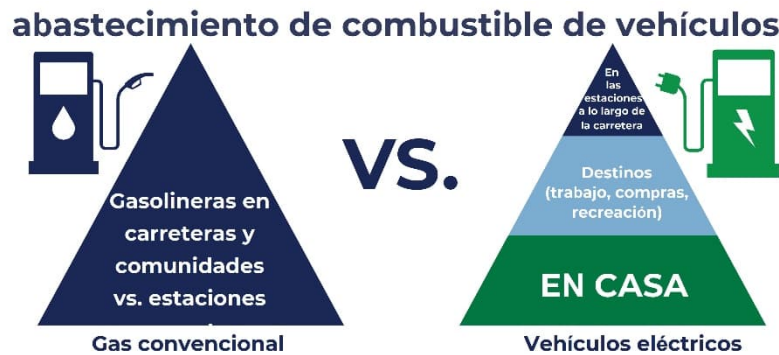 abastecimiento de combustible de vehículos
Gasolineras en
carreteras y
comunidades
vs. estaciones
Gas convencional
VS.
En
las
estaciones
a lo largo de
la carretera
Destinos
(trabajo, compras,
recreación)
EN CASA
Vehículos eléctricos